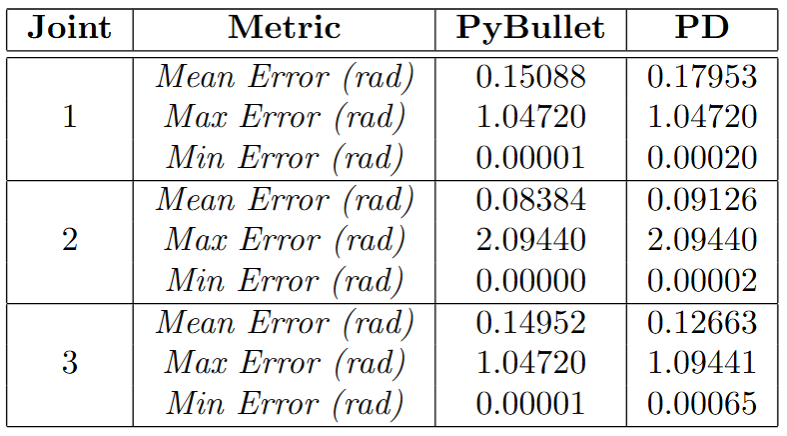 Joint Metric PyBullet PD
Mean Error (rad) 0.15088 0.17953
1 Max Error (rad) 1.04720 1.04720
Min Error (rad) 0.00001 0.00020
Mean Error (rad) 0.08384 0.09126
2 Max Error (rad) 2.09440 2.09440
Min Error (rad) 0.00000 0.00002
Mean Error (rad) 0.14952 0.12663
3 Max Error (rad) 1.04720 1.09441
Min Error (rad) 0.00001 0.00065